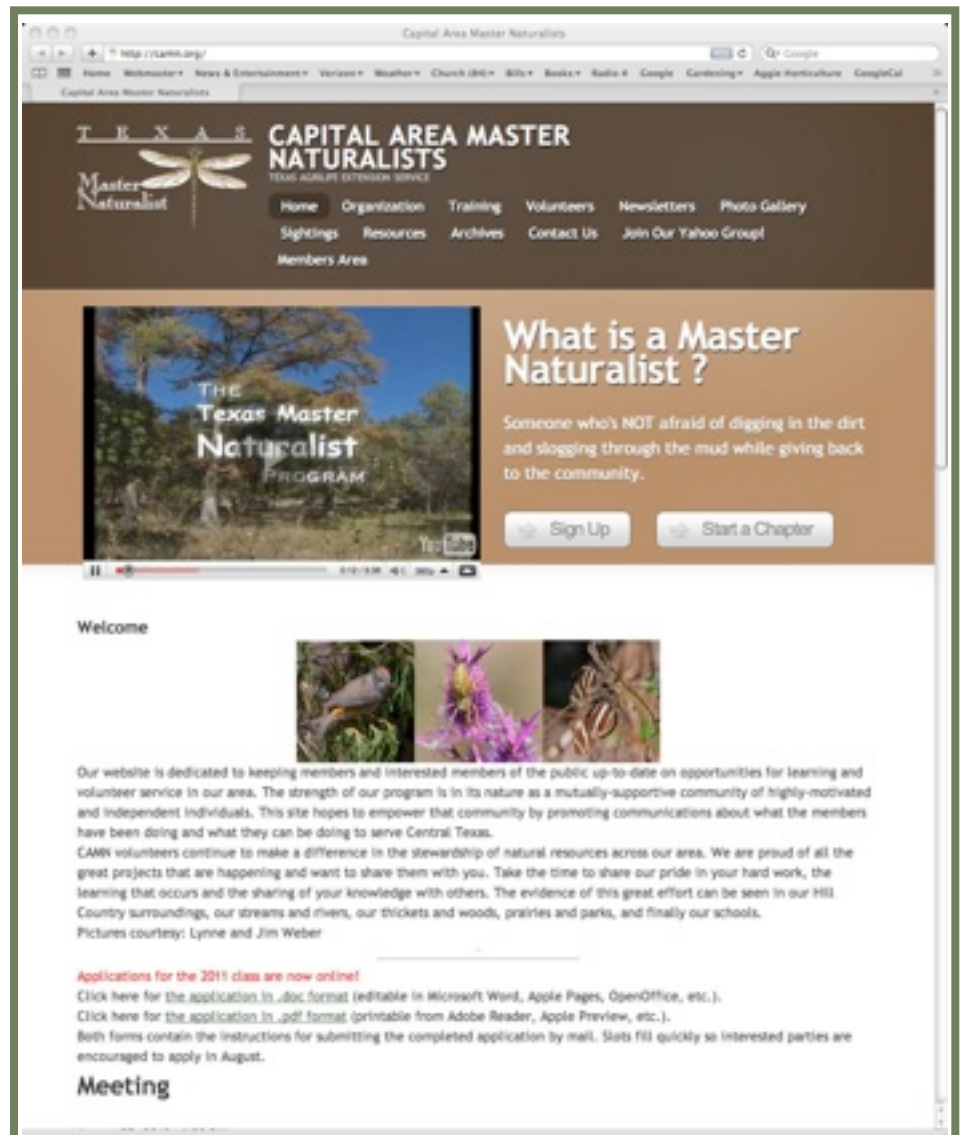 Capital Area Master Naturalists
http://camn.org/
Google
Home Webmaster News & Entertainment Verizon Weather Church (BH) Bills Books Radio 4 Google Gardening Aggie Horticulture GoogleCal
Capital Area Master Naturalists
TEXAS
Master
Naturalist
CAPITAL AREA MASTER
NATURALISTS
TEXAS AGRILIFE EXTENSION SERVICE
Home Organization Training Volunteers Newsletters Photo Gallery
Sightings Resources Archives Contact Us Join Our Yahoo Group!
Members Area
THE
Texas Master
Naturalist
PROGRAM
YouTube
What is a Master
Naturalist ?
Someone who's NOT afraid of digging in the dirt
and slogging through the mud while giving back
to the community.
Sign Up
Start a Chapter
Welcome
Our website is dedicated to keeping members and interested members of the public up-to-date on opportunities for learning and
volunteer service in our area. The strength of our program is in its nature as a mutually-supportive community of highly-motivated
and independent individuals. This site hopes to empower that community by promoting communications about what the members
have been doing and what they can be doing to serve Central Texas.
CAMN volunteers continue to make a difference in the stewardship of natural resources across our area. We are proud of all the
great projects that are happening and want to share them with you. Take the time to share our pride in your hard work, the
learning that occurs and the sharing of your knowledge with others. The evidence of this great effort can be seen in our Hill
Country surroundings, our streams and rivers, our thickets and woods, prairies and parks, and finally our schools.
Pictures courtesy: Lynne and Jim Weber
Applications for the 2011 class are now online!
Click here for the application in .doc format (editable in Microsoft Word, Apple Pages, OpenOffice, etc.).
Click here for the application in .pdf format (printable from Adobe Reader, Apple Preview, etc.).
Both forms contain the instructions for submitting the completed application by mail. Slots fill quickly so interested parties are
encouraged to apply in August.
Meeting